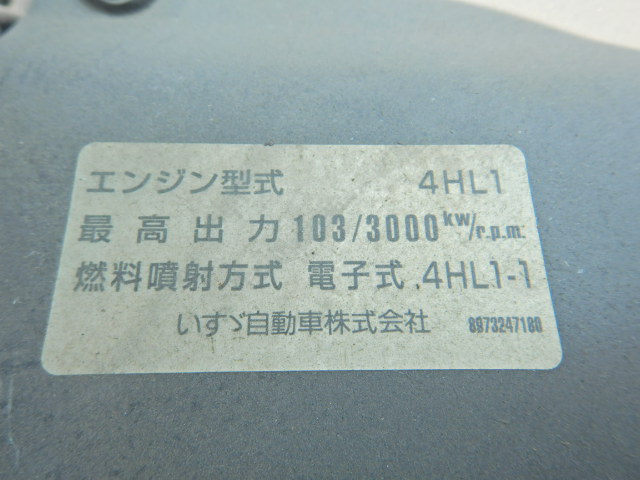 エンジン型式 4HL1
最高出力 103/3000 kw/r.p.m.
燃料噴射方式 電子式.4HL1-1
いすゞ自動車株式会社 8973247180